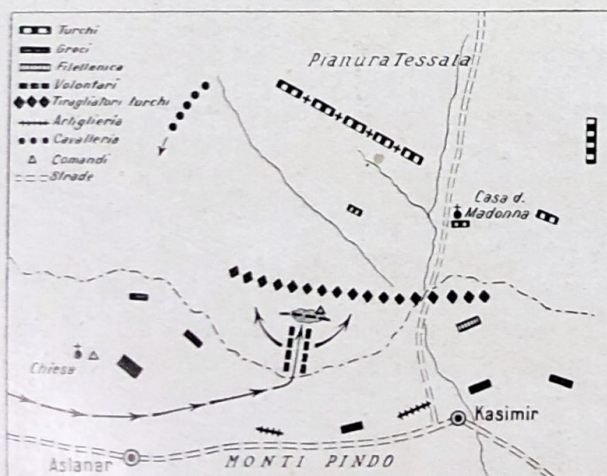 Turchi
Greci
Filellenica
Volontari
Tiragliatori turchi
Artiglieria
Cavalleria
Comandi
Strade
Pianura Tessala
Casa d.
Madonna
Chiesa
Kasimir
Aslanar
MONTI PINDO